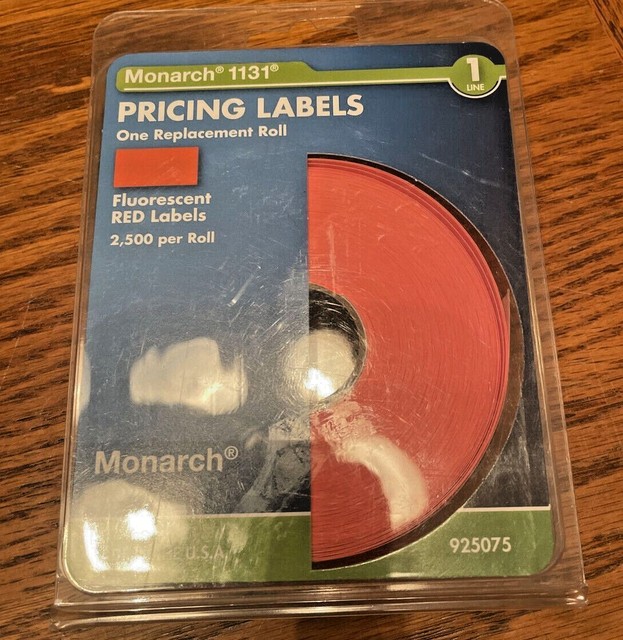 Monarch® 1131®
1
LINE
PRICING LABELS
One Replacement Roll
Fluorescent
RED Labels
2,500 per Roll
Monarch®
U.S.A.
925075